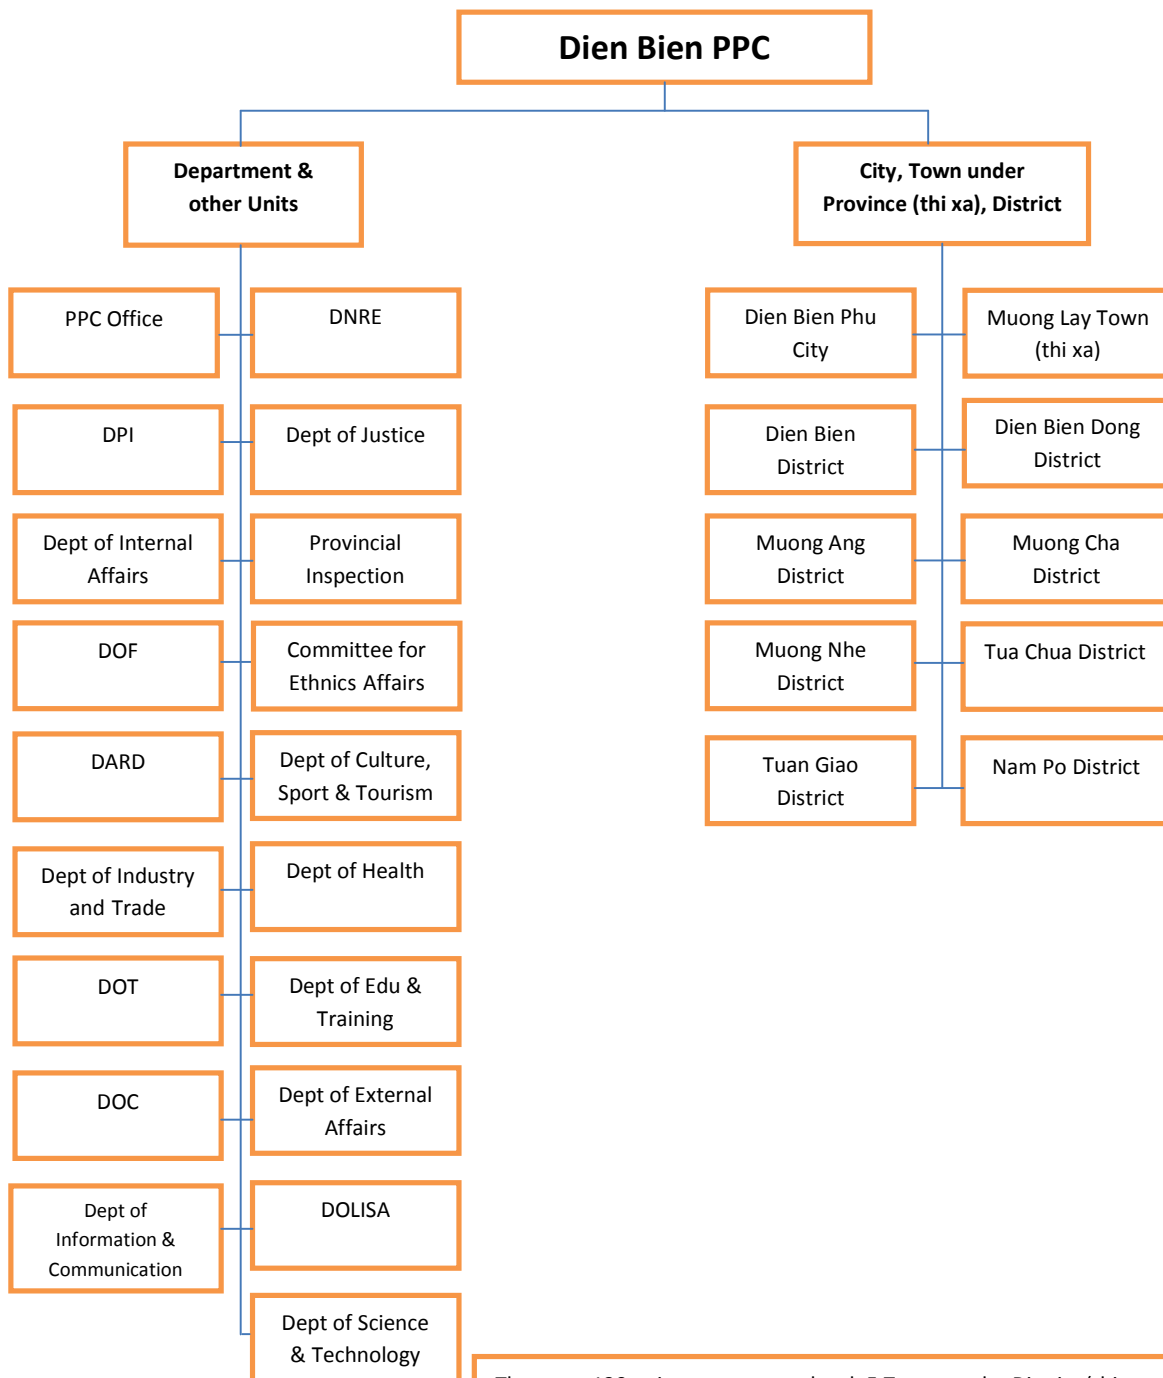 Dien Bien PPC
Department &
other Units
City, Town under
Province (thi xa), District
PPC Office
DNRE
DPI
Dept of Justice
Dept of Internal
Affairs
Provincial
Inspection
DOF
Committee for
Ethnics Affairs
DARD
Dept of Culture,
Sport & Tourism
Dept of Industry
and Trade
Dept of Health
DOT
Dept of Edu &
Training
DOC
Dept of External
Affairs
Dept of
Information &
Communication
DOLISA
Dept of Science
& Technology
Dien Bien Phu
City
Muong Lay Town
(thi xa)
Dien Bien
District
Dien Bien Dong
District
Muong Ang
District
Muong Cha
District
Muong Nhe
District
Tua Chua District
Tuan Giao
District
Nam Po District